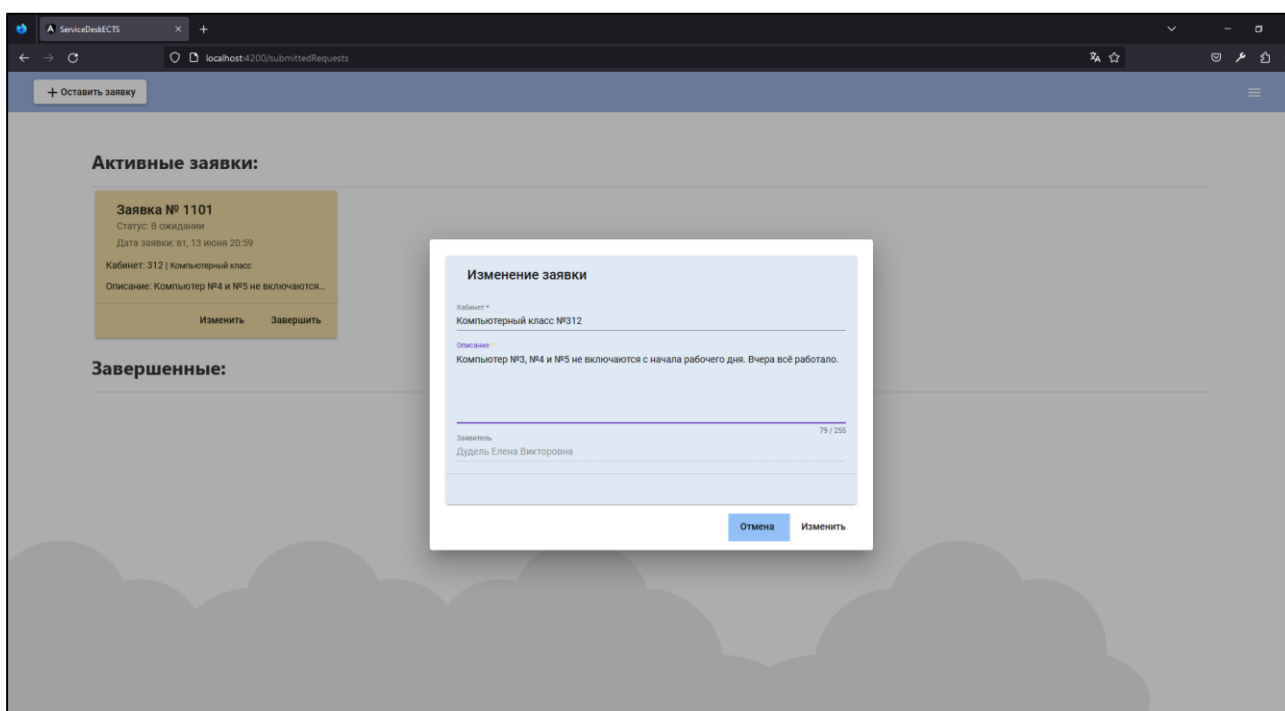 ServiceDeskECTS
localhost:4200/submittedRequests
Оставить заявку
Активные заявки:
Заявка № 1101
Статус: В ожидании
Дата заявки: вт, 13 июня 20:59
Кабинет: 312 | Компьютерный класс
Описание: Компьютер №4 и №5 не включаются...
Изменить Завершить
Завершенные:
Изменение заявки
Кабинет *
Компьютерный класс №312
Описание *
Компьютер №3, №4 и №5 не включаются с начала рабочего дня. Вчера всё работало.
79 / 255
Заявитель
Дудель Елена Викторовна
Отмена Изменить